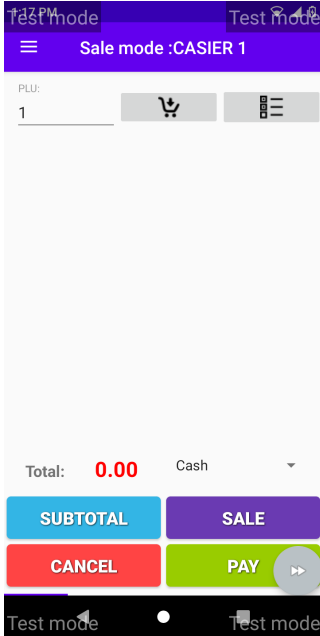 1:17 PM
Test mode
Test mode
Sale mode :CASIER 1
PLU:
1
Total:
0.00
Cash
SUBTOTAL
SALE
CANCEL
PAY
Test mode
Test mode